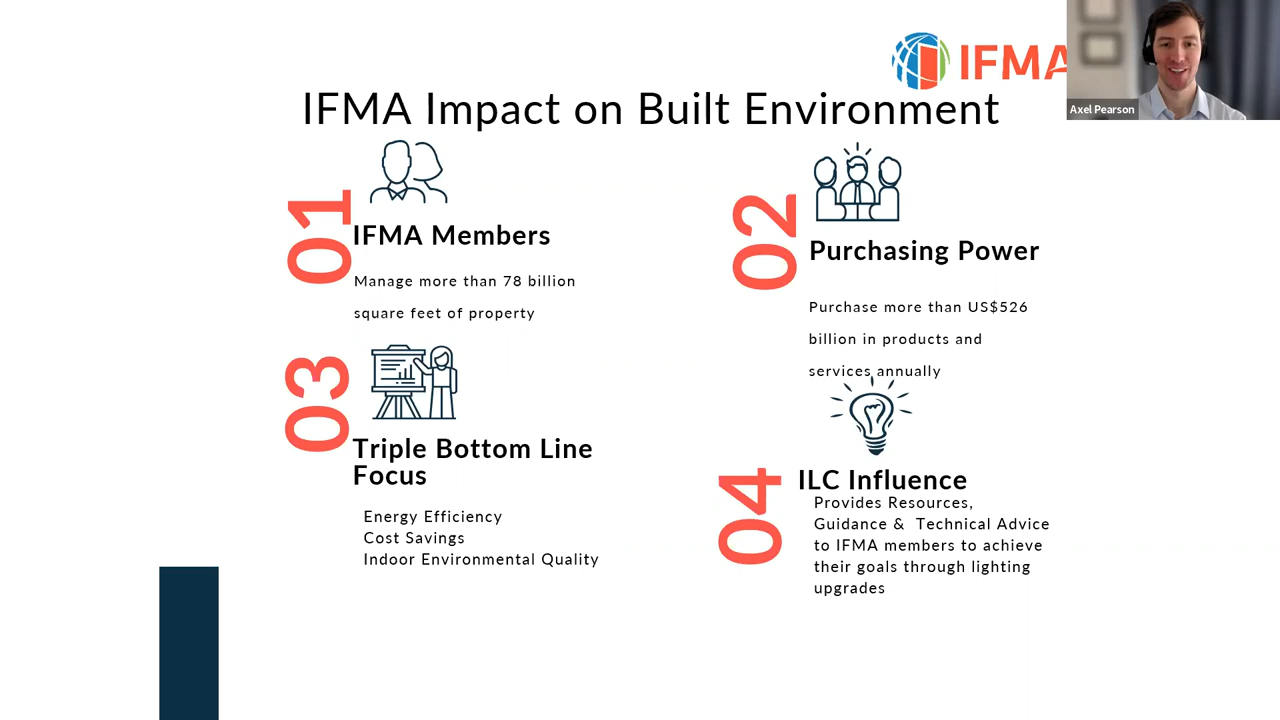 IFMA
Axel Pearson
IFMA Impact on Built Environment
01
IFMA Members
Manage more than 78 billion
square feet of property
02
Purchasing Power
Purchase more than US$526
billion in products and
services annually
03
Triple Bottom Line
Focus
Energy Efficiency
Cost Savings
Indoor Environmental Quality
04
ILC Influence
Provides Resources,
Guidance & Technical Advice
to IFMA members to achieve
their goals through lighting
upgrades